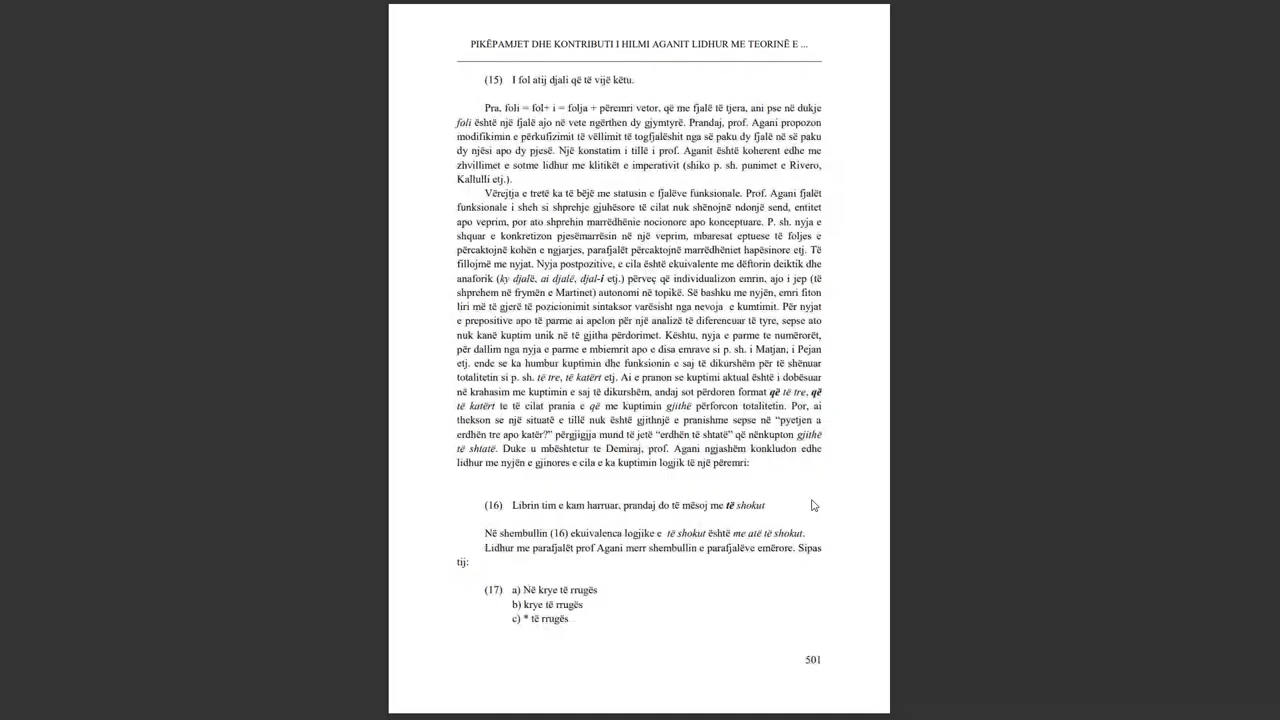 PIKËPAMJET DHE KONTRIBUTI I HILMI AGANIT LIDHUR ME TEORINË E ...
(15) I fol atij djali që të vijë këtu.
Pra, foli = fol+ i = folja + përemri vetor, që me fjalë të tjera, ani pse në dukje
foli është një fjalë ajo në vete ngërthen dy gjymtyrë. Prandaj, prof. Agani propozon
modifikimin e përkufizimit të vëllimit të togfjalëshit nga së paku dy fjalë në së paku
dy njësi apo dy pjesë. Një konstatim i tillë i prof. Aganit është koherent edhe me
zhvillimet e sotme lidhur me klitikët e imperativit (shiko p. sh. punimet e Rivero,
Kallulli etj.).
Vërejtja e tretë ka të bëjë me statusin e fjalëve funksionale. Prof. Agani fjalët
funksionale i sheh si shprehje gjuhësore të cilat nuk shënojnë ndonjë send, entitet
apo veprim, por ato shprehin marrëdhënie nocionore apo konceptuare. P. sh. nyja e
shquar e konkretizon pjesëmarrësin në një veprim, mbaresat eptuese të foljes e
përcaktojnë kohën e ngjarjes, parafjalët përcaktojnë marrëdhëniet hapësinore etj. Të
fillojmë me nyjat. Nyja postpozitive, e cila është ekuivalente me dëftorin deiktik dhe
anaforik (ky djalë, ai djalë, djal-i etj.) përveç që individualizon emrin, ajo i jep (të
shprehem në frymën e Martinet) autonomi në topikë. Së bashku me nyjën, emri fiton
liri më të gjerë të pozicionimit sintaksor varësisht nga nevoja e kumtimit. Për nyjat
e prepositive apo të parme ai apelon për një analizë të diferencuar të tyre, sepse ato
nuk kanë kuptim unik në të gjitha përdorimet. Kështu, nyja e parme te numërorët,
për dallim nga nyja e parme e mbiemrit apo e disa emrave si p. sh. i Matjan, i Pejan
etj. ende se ka humbur kuptimin dhe funksionin e saj të dikurshëm për të shënuar
totalitetin si p. sh. të tre, të katërt etj. Ai e pranon se kuptimi aktual është i dobësuar
në krahasim me kuptimin e saj të dikurshëm, andaj sot përdoren format që të tre, që
të katërt te të cilat prania e që me kuptimin gjithë përforcon totalitetin. Por, ai
thekson se një situatë e tillë nuk është gjithnjë e pranishme sepse në “pyetjen a
erdhën tre apo katër?” përgjigjja mund të jetë “erdhën të shtatë” që nënkupton gjithë
të shtatë. Duke u mbështetur te Demiraj, prof. Agani ngjashëm konkludon edhe
lidhur me nyjën e gjinores e cila e ka kuptimin logjik të një përemri:
(16) Librin tim e kam harruar, prandaj do të mësoj me të shokut
Në shembullin (16) ekuivalenca logjike e të shokut është me atë të shokut.
Lidhur me parafjalët prof Agani merr shembullin e parafjalëve emërore. Sipas
tij:
(17) a) Në krye të rrugës
b) krye të rrugës
c) * të rrugës
501